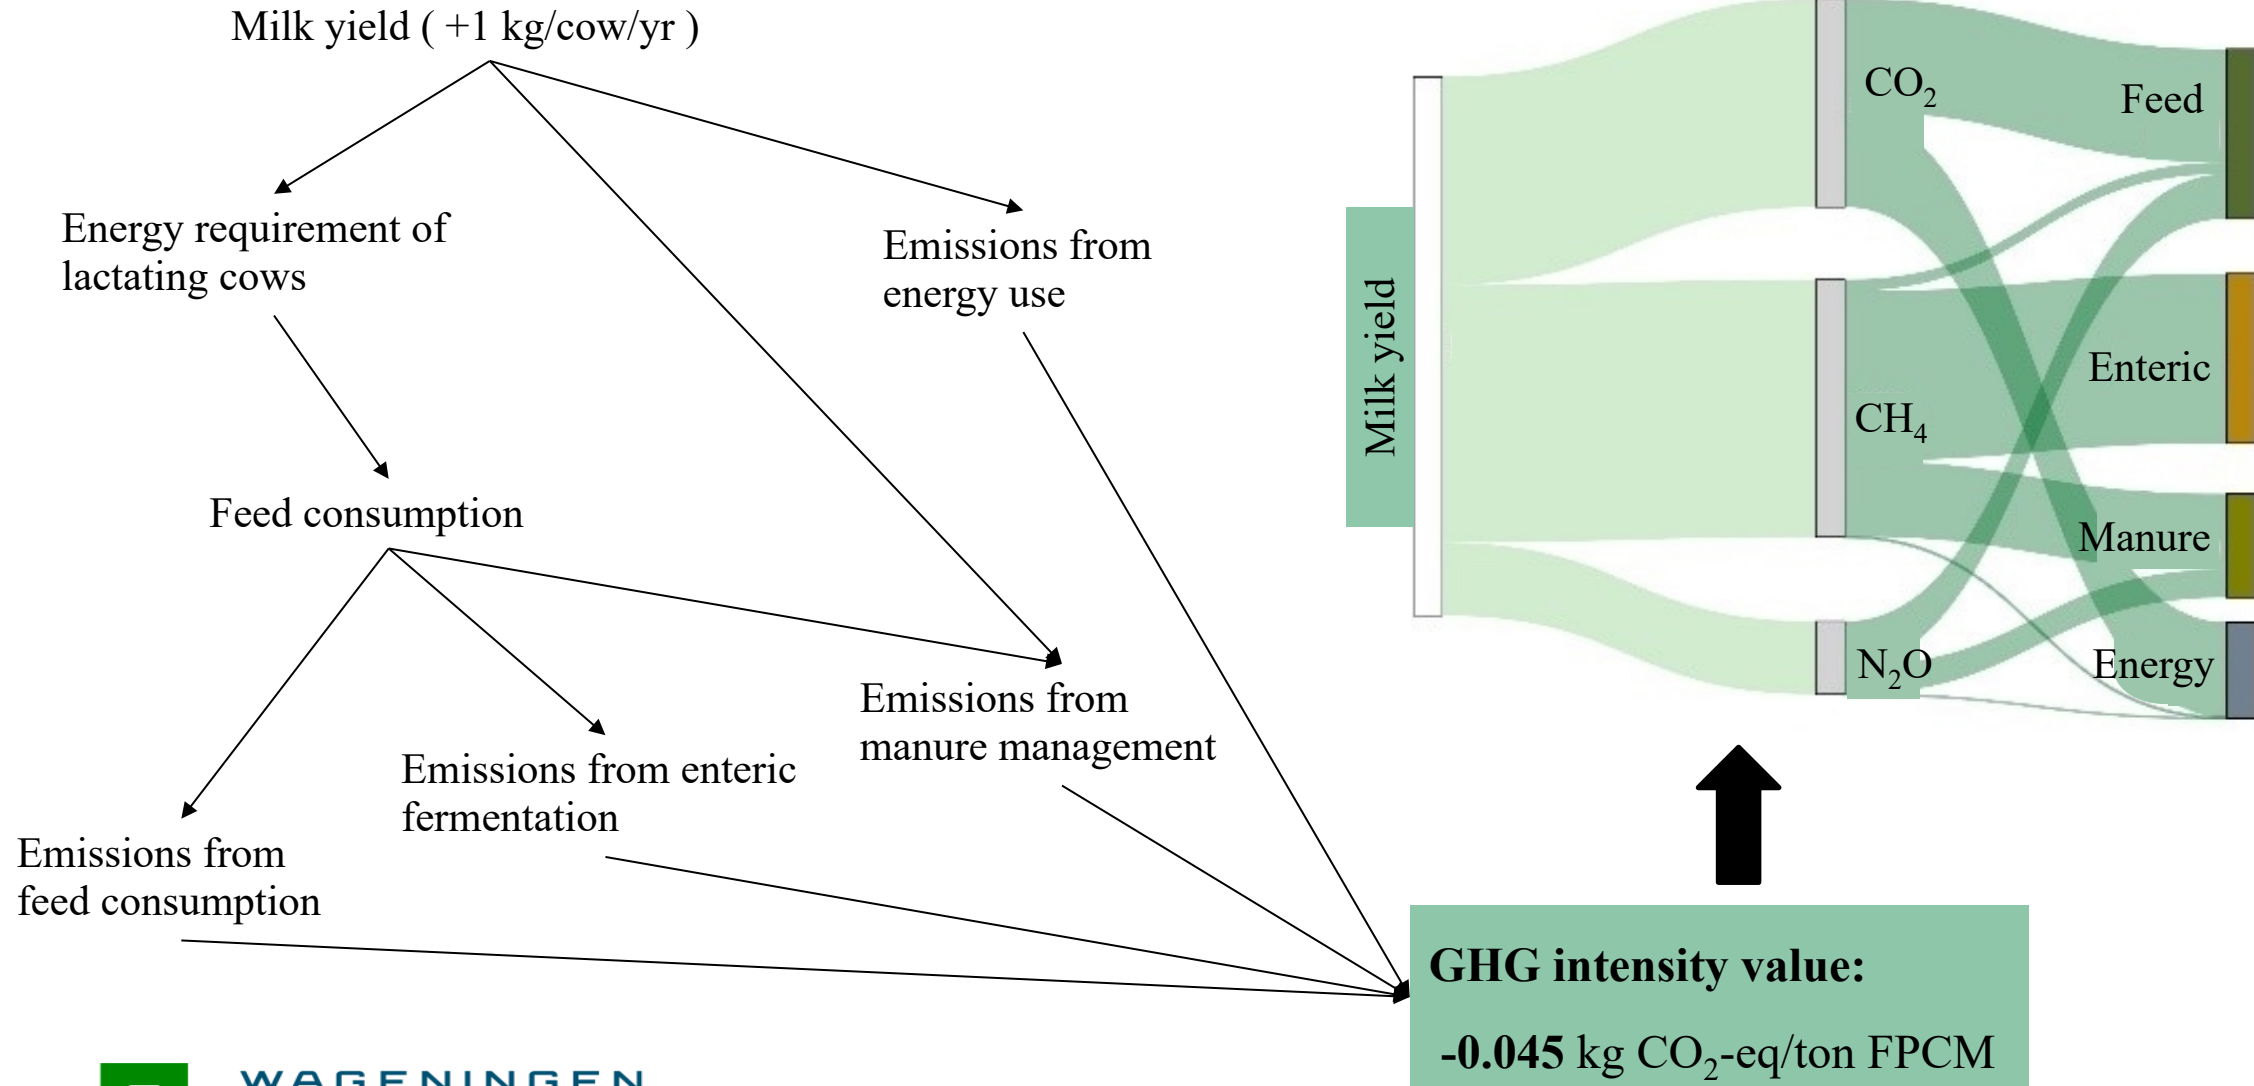 Milk yield ( +1 kg/cow/yr )
Energy requirement of
lactating cows
Emissions from
energy use
Feed consumption
Emissions from
manure management
Emissions from enteric
fermentation
Emissions from
feed consumption
Milk yield
CO₂
CH₄
N₂O
Feed
Enteric
Manure
Energy
GHG intensity value:
-0.045 kg CO₂-eq/ton FPCM
WAGENINGEN